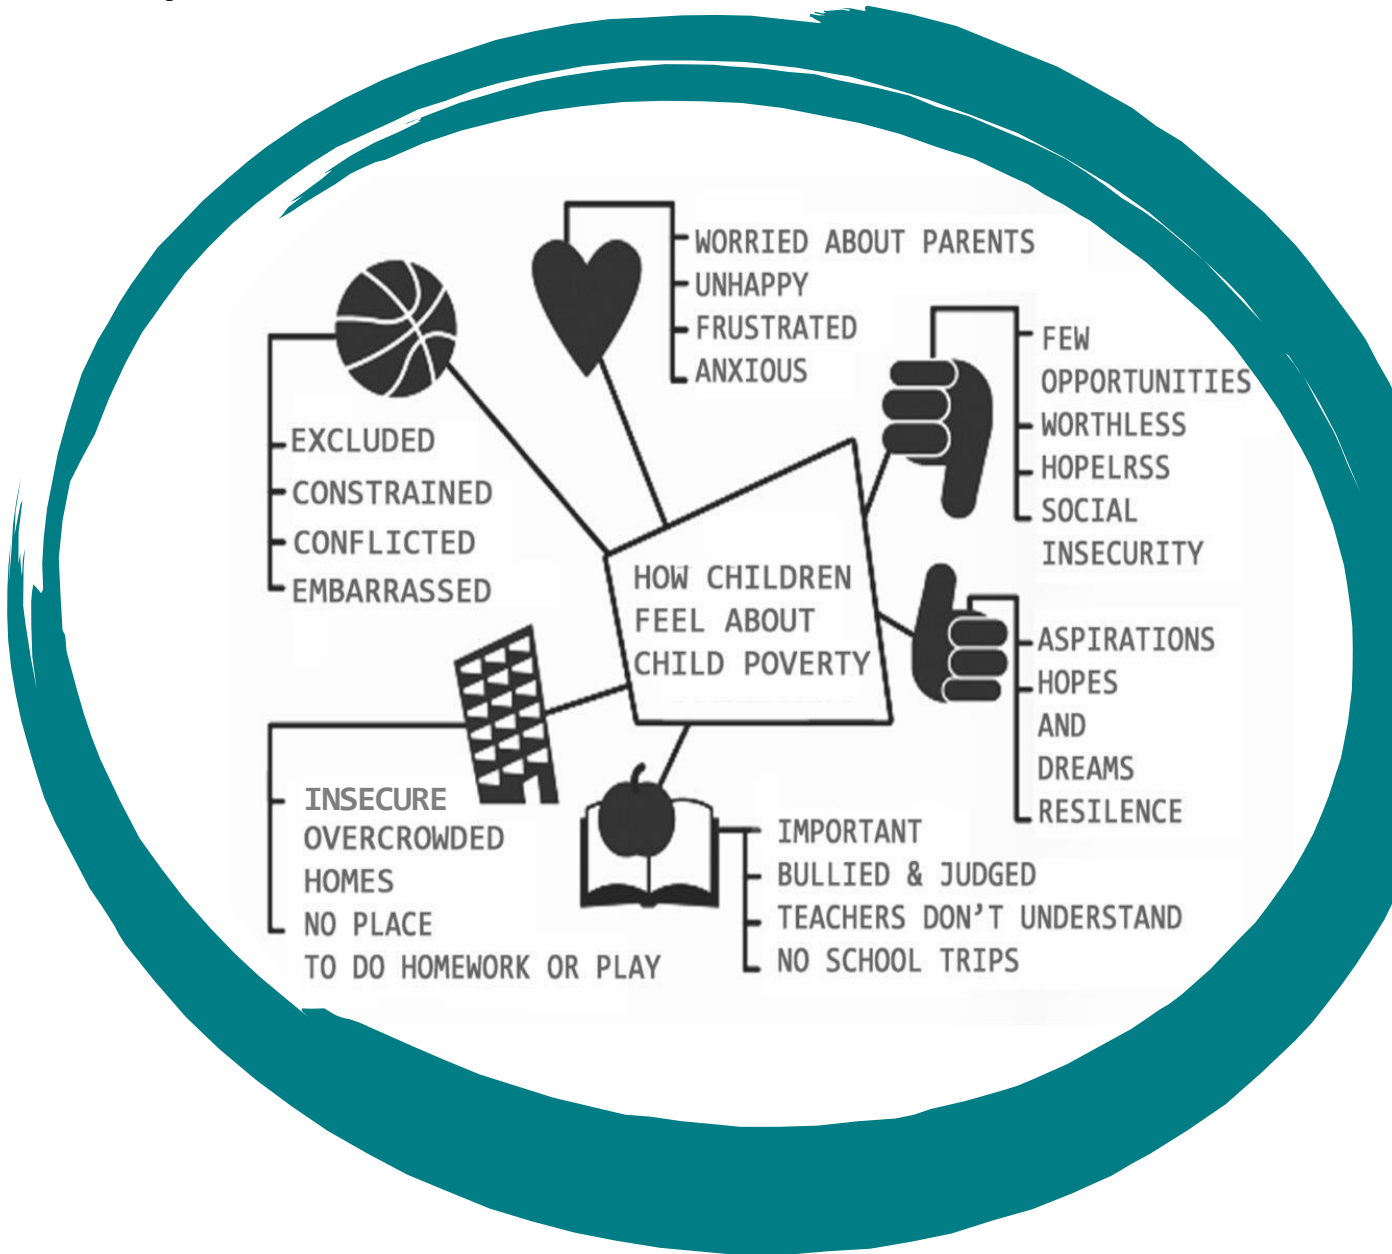 WORRIED ABOUT PARENTS
UNHAPPY
FRUSTRATED
ANXIOUS
EXCLUDED
CONSTRAINED
CONFLICTED
EMBARRASSED
FEW
OPPORTUNITIES
WORTHLESS
HOPELRSS
SOCIAL
INSECURITY
HOW CHILDREN
FEEL ABOUT
CHILD POVERTY
ASPIRATIONS
HOPES
AND
DREAMS
RESILENCE
INSECURE
OVERCROWDED
HOMES
NO PLACE
TO DO HOMEWORK OR PLAY
IMPORTANT
BULLIED & JUDGED
TEACHERS DON'T UNDERSTAND
NO SCHOOL TRIPS